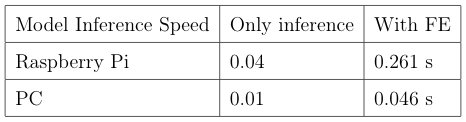 Model Inference Speed Only inference With FE
Raspberry Pi 0.04 0.261 s
PC 0.01 0.046 s